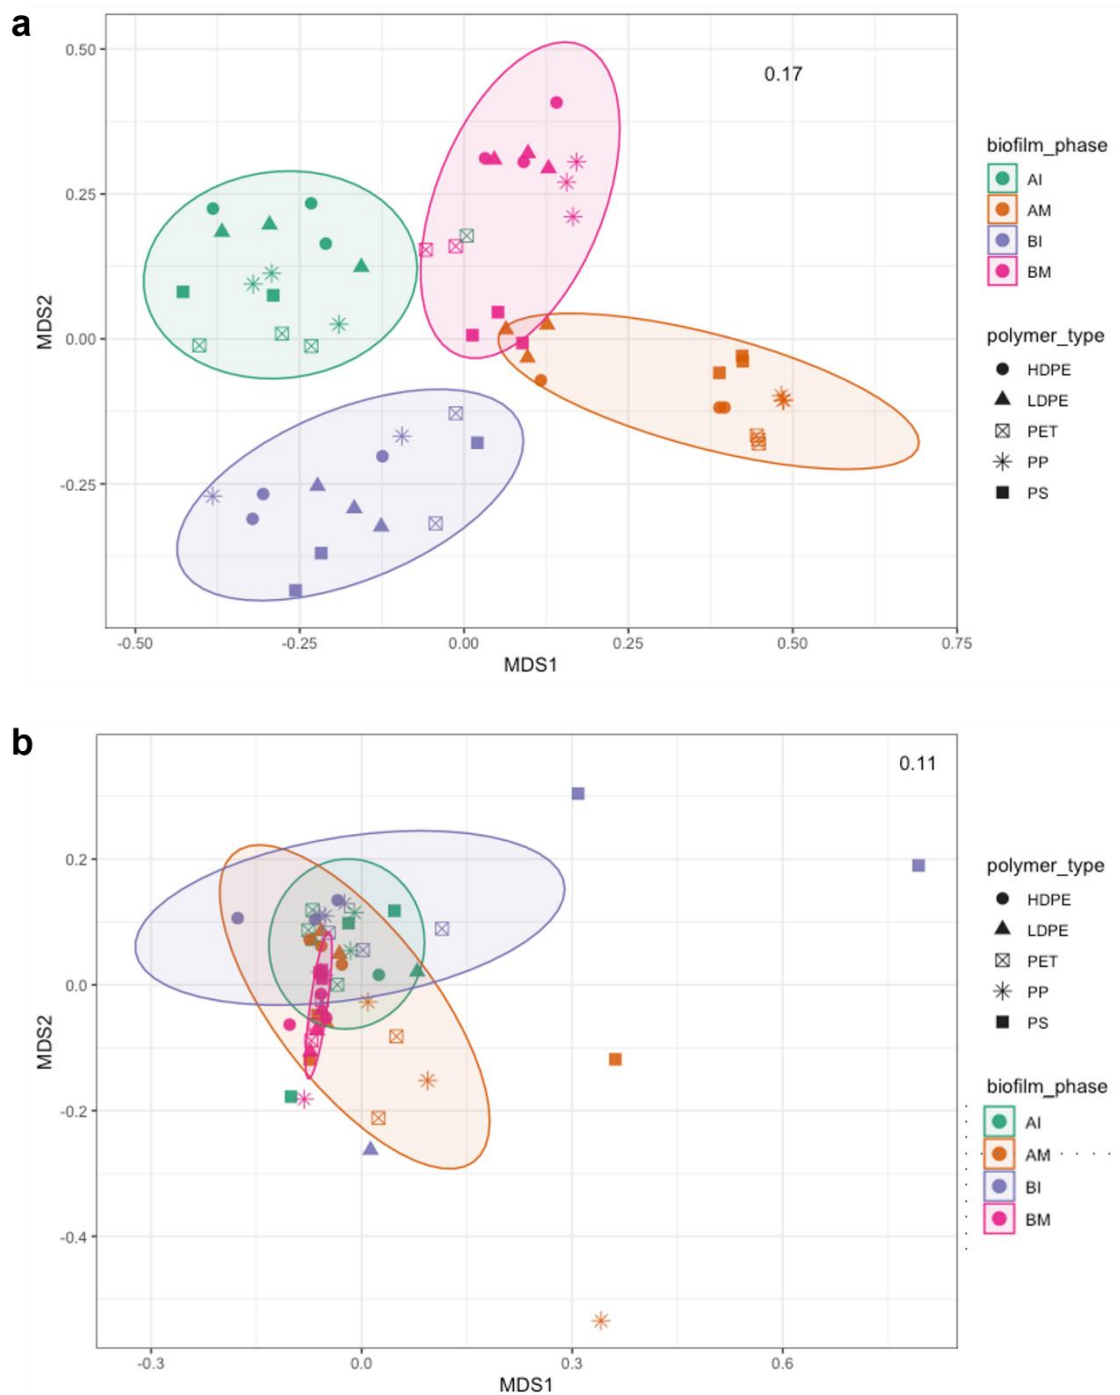 a
0.50
0.25
0.00
-0.25
MDS2
0.17
-0.50
-0.25
0.00
0.25
0.50
0.75
MDS1
biofilm_phase
AI
AM
BI
BM
polymer_type
HDPE
LDPE
PET
PP
PS
b
0.2
0.0
-0.2
-0.4
MDS2
0.11
-0.3
0.0
0.3
0.6
MDS1
polymer_type
HDPE
LDPE
PET
PP
PS
biofilm_phase
AI
AM
BI
BM